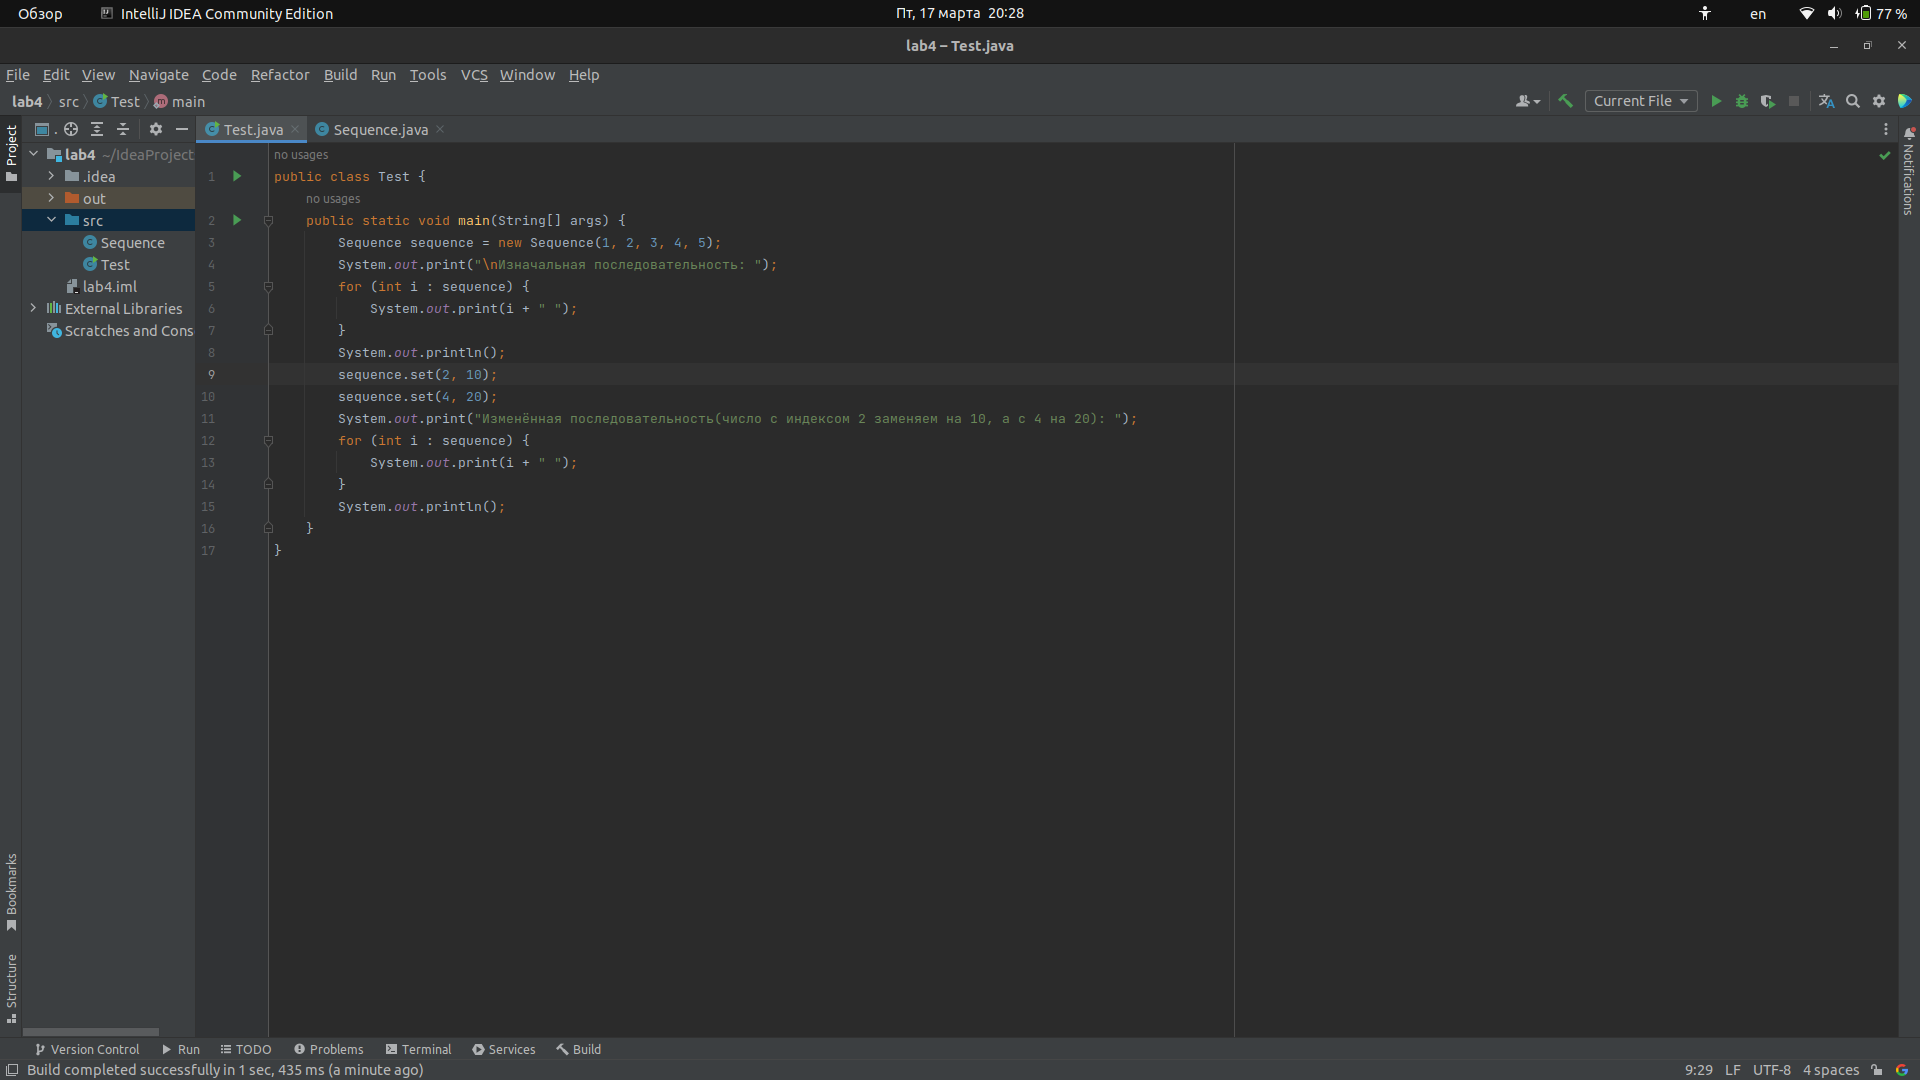 Обзор IntelliJ IDEA Community Edition Пт, 17 марта 20:28 en 77 %
lab4 – Test.java
File Edit View Navigate Code Refactor Build Run Tools VCS Window Help
lab4 src Test main Current File
Project
Test.java Sequence.java
lab4 ~/IdeaProject
.idea
out
src
Sequence
Test
lab4.iml
External Libraries
Scratches and Cons
no usages
1 public class Test {
no usages
2 public static void main(String[] args) {
3 Sequence sequence = new Sequence(1, 2, 3, 4, 5);
4 System.out.print("\nИзначальная последовательность: ");
5 for (int i : sequence) {
6 System.out.print(i + " ");
7 }
8 System.out.println();
9 sequence.set(2, 10);
10 sequence.set(4, 20);
11 System.out.print("Изменённая последовательность(число с индексом 2 заменяем на 10, а с 4 на 20): ");
12 for (int i : sequence) {
13 System.out.print(i + " ");
14 }
15 System.out.println();
16 }
17 }
Notifications
Bookmarks
Structure
Version Control Run TODO Problems Terminal Services Build
Build completed successfully in 1 sec, 435 ms (a minute ago) 9:29 LF UTF-8 4 spaces